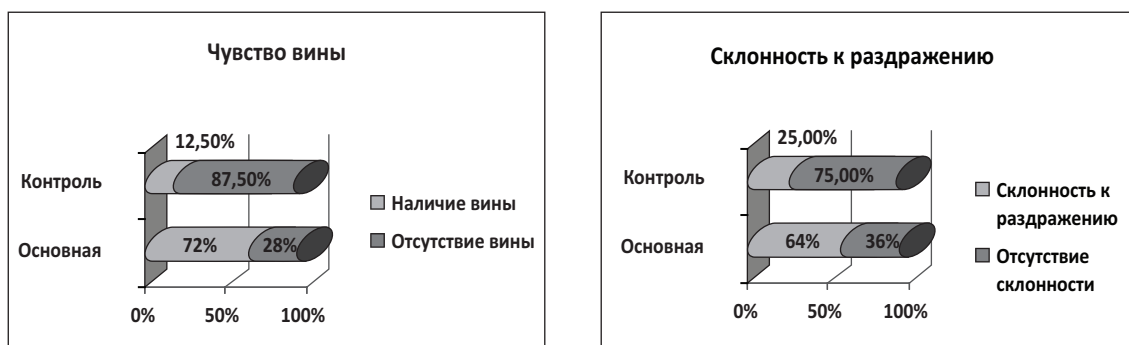 Чувство вины
12,50%
Контроль
87,50%
Основная
72%
28%
0%
50%
100%
Наличие вины
Отсутствие вины
Склонность к раздражению
25,00%
Контроль
75,00%
Основная
64%
36%
0%
50%
100%
Склонность к
раздражению
Отсутствие
склонности